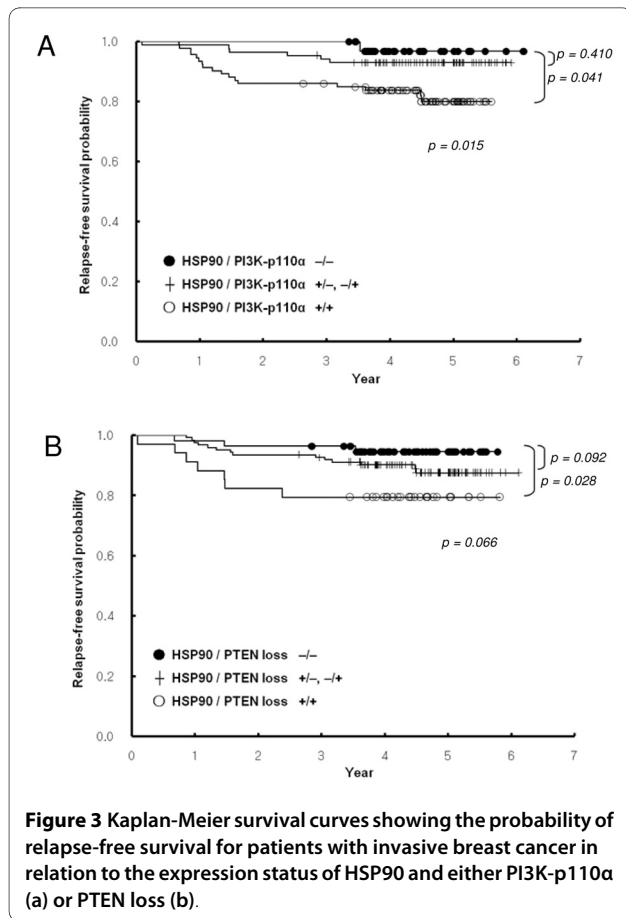 A
1.0
0.8
0.6
0.4
0.2
0.0
Relapse-free survival probability
p = 0.410
p = 0.041
p = 0.015
HSP90 / PI3K-p110α −/−
HSP90 / PI3K-p110α +/−, −/+
HSP90 / PI3K-p110α +/+
0 1 2 3 4 5 6 7
Year
B
1.0
0.8
0.6
0.4
0.2
0.0
Relapse-free survival probability
p = 0.092
p = 0.028
p = 0.066
HSP90 / PTEN loss −/−
HSP90 / PTEN loss +/−, −/+
HSP90 / PTEN loss +/+
0 1 2 3 4 5 6 7
Year
Figure 3 Kaplan-Meier survival curves showing the probability of
relapse-free survival for patients with invasive breast cancer in
relation to the expression status of HSP90 and either PI3K-p110α
(a) or PTEN loss (b).